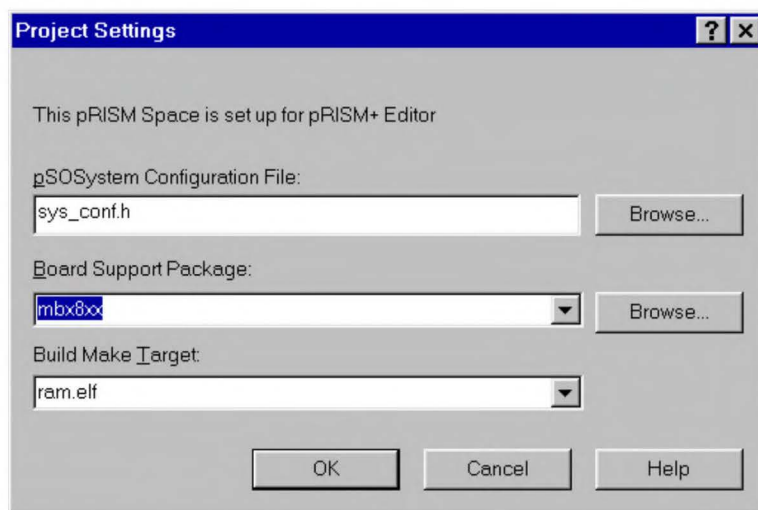 Project Settings
This pRISM Space is set up for pRISM+ Editor
pSOSystem Configuration File:
sys_conf.h
Browse...
Board Support Package:
mbx8xx
Browse...
Build Make Target:
ram.elf
OK
Cancel
Help